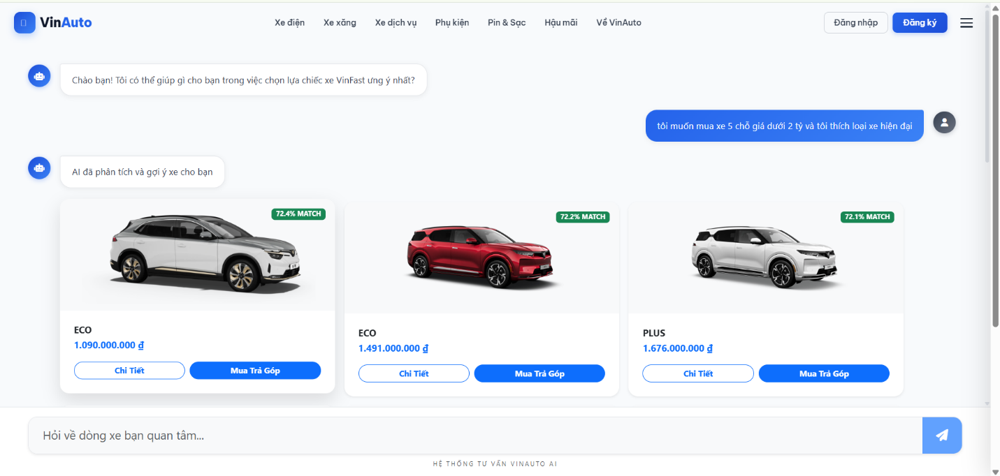 VinAuto
Xe điện Xe xăng Xe dịch vụ Phụ kiện Pin & Sạc Hậu mãi Về VinAuto
Đăng nhập Đăng ký
Chào bạn! Tôi có thể giúp gì cho bạn trong việc chọn lựa chiếc xe VinFast ưng ý nhất?
tôi muốn mua xe 5 chỗ giá dưới 2 tỷ và tôi thích loại xe hiện đại
AI đã phân tích và gợi ý xe cho bạn
72.4% MATCH
ECO
1.090.000.000 ₫
Chi Tiết Mua Trả Góp
72.2% MATCH
ECO
1.491.000.000 ₫
Chi Tiết Mua Trả Góp
72.1% MATCH
PLUS
1.676.000.000 ₫
Chi Tiết Mua Trả Góp
Hỏi về dòng xe bạn quan tâm...
HỆ THỐNG TƯ VẤN VINAUTO AI